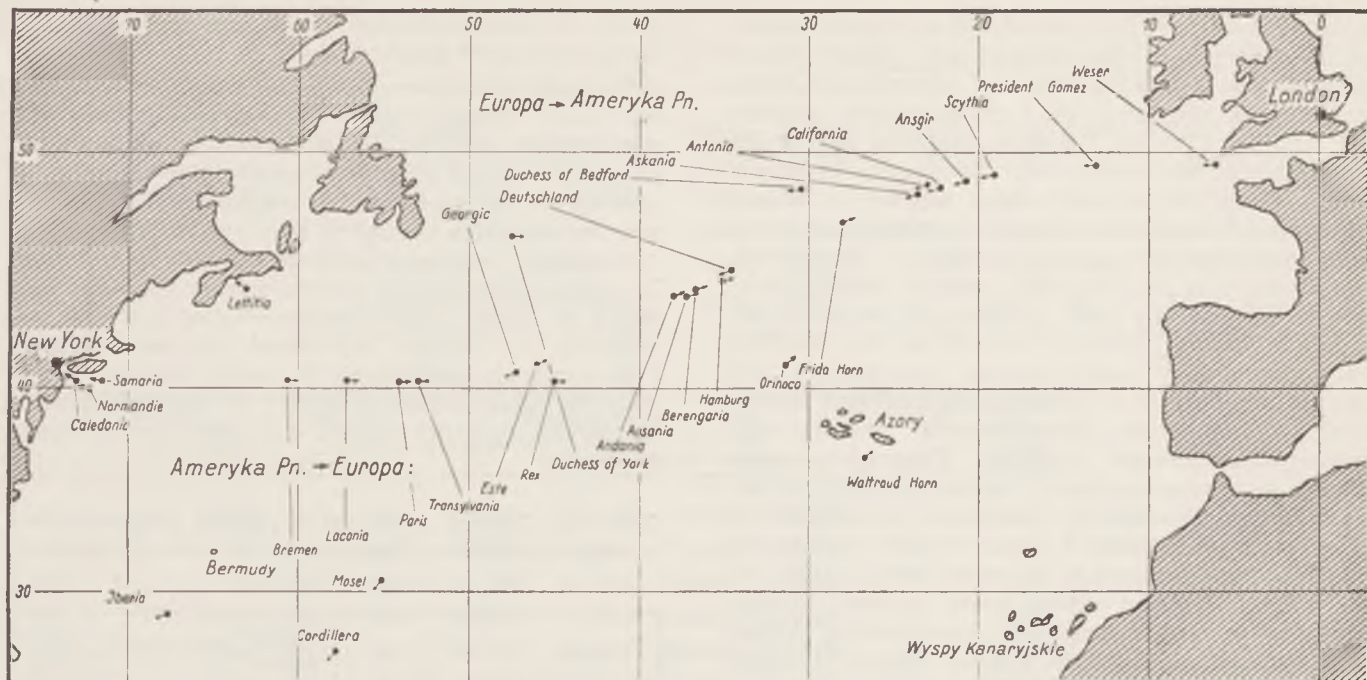 70 60 50 40 30 20 10 0
Europa → Ameryka Pn.
Weser
President Gomez
Scythia
London
Ansgir
California
Antonia
50
Askania
Duchess of Bedford
Deutschland
Georgic
Letitia
New York
Samaria
Frida Horn
Orinoco
40
Normandie
Hamburg
Caledonia
Berengaria
Azory
Ausania
Andania
Ameryka Pn. → Europa:
Duchess of York
Rex
Waltraud Horn
Este
Transylvania
Paris
Laconia
Bremen
Bermudy
Mosel
30
Jberia
Cordillera
Wyspy Kanaryjskie